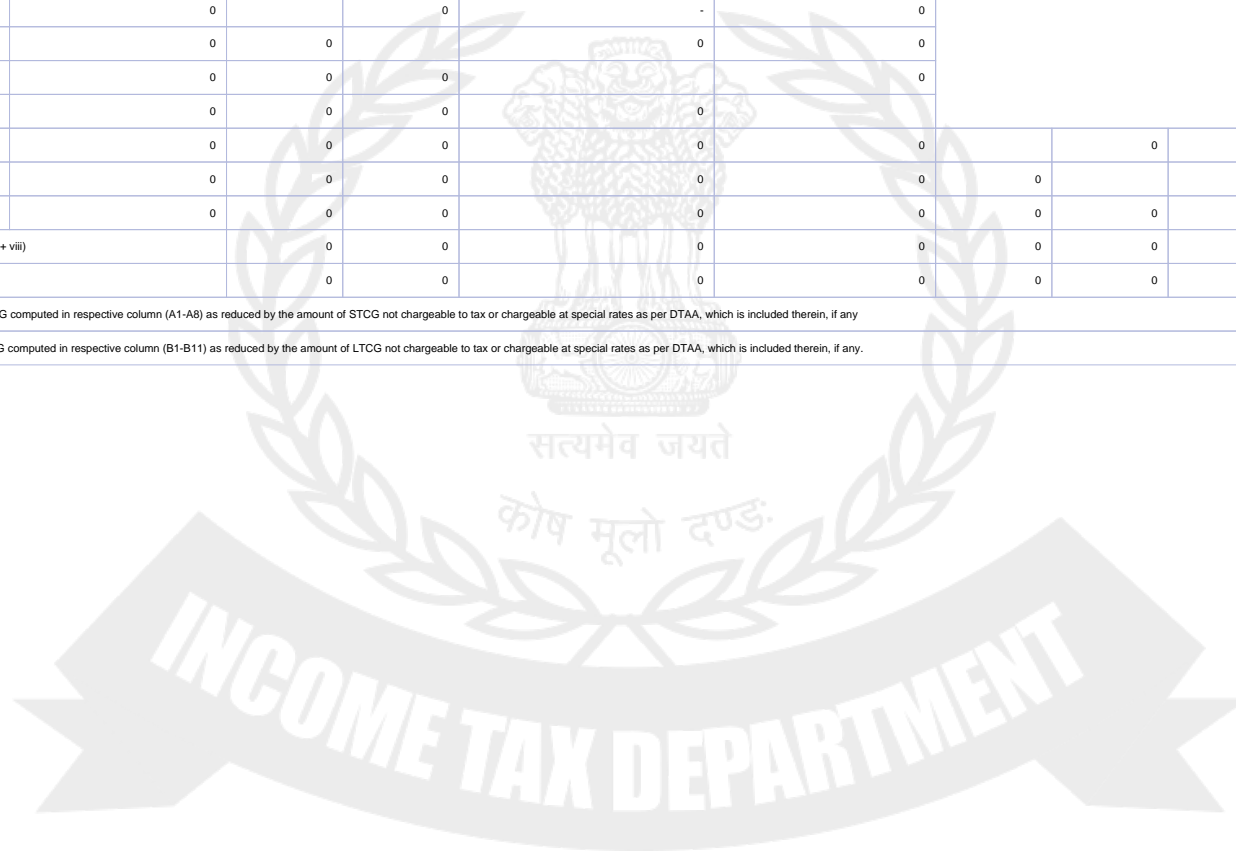 0 0 - 0
0 0 0 0
0 0 0 0
0 0 0 0
0 0 0 0 0 0
0 0 0 0 0 0
0 0 0 0 0 0 0
+ viii) 0 0 0 0 0 0
0 0 0 0 0 0
G computed in respective column (A1-A8) as reduced by the amount of STCG not chargeable to tax or chargeable at special rates as per DTAA, which is included therein, if any
G computed in respective column (B1-B11) as reduced by the amount of LTCG not chargeable to tax or chargeable at special rates as per DTAA, which is included therein, if any.
सत्यमेव जयते
कोष मूलो दण्डः
INCOME TAX DEPARTMENT